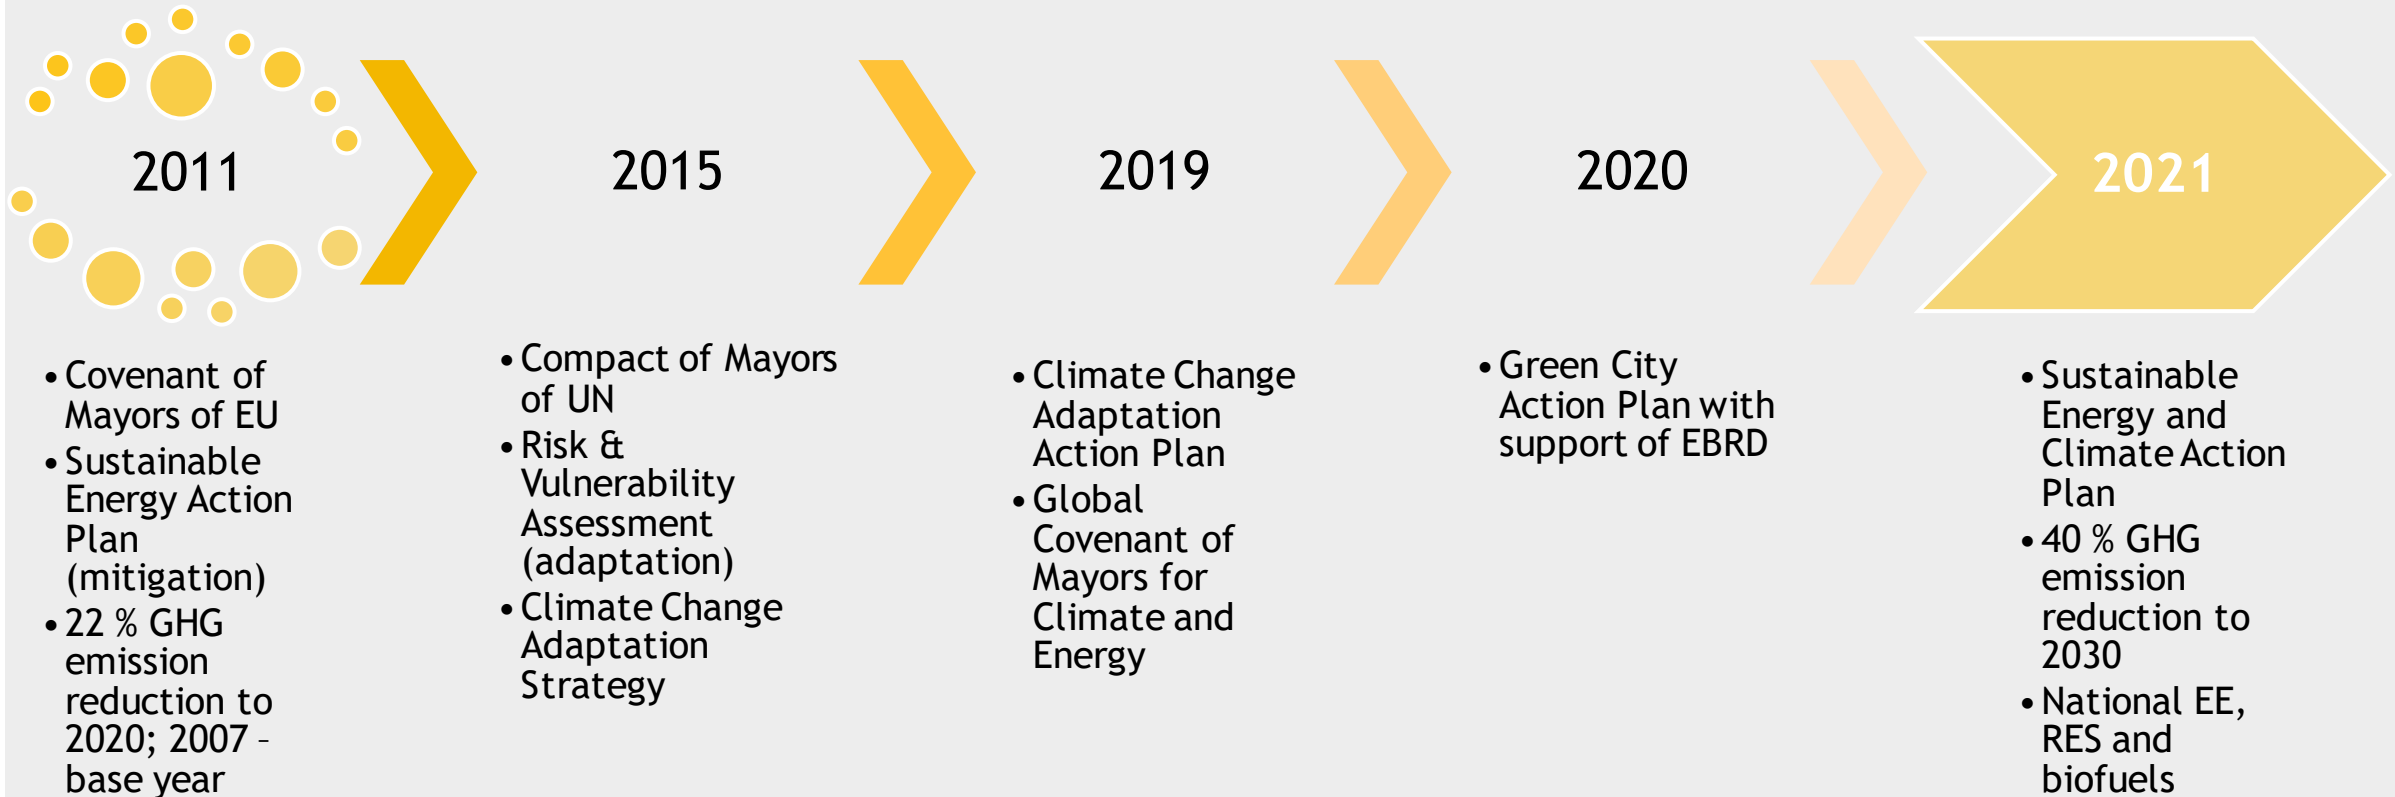 2011
2015
2019
2020
2021
• Covenant of
Mayors of EU
• Sustainable
Energy Action
Plan
(mitigation)
• 22 % GHG
emission
reduction to
2020; 2007 –
base year
• Compact of Mayors
of UN
• Risk &
Vulnerability
Assessment
(adaptation)
• Climate Change
Adaptation
Strategy
• Climate Change
Adaptation
Action Plan
• Global
Covenant of
Mayors for
Climate and
Energy
• Green City
Action Plan with
support of EBRD
• Sustainable
Energy and
Climate Action
Plan
• 40 % GHG
emission
reduction to
2030
• National EE,
RES and
biofuels